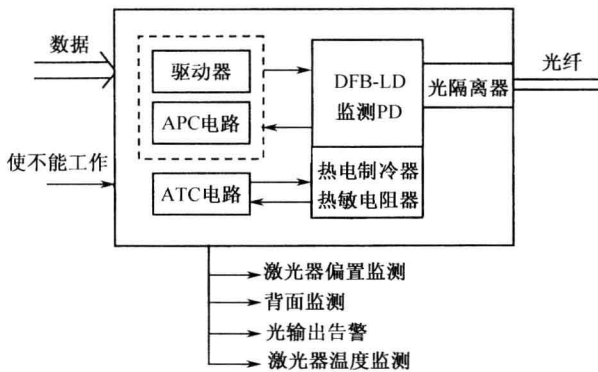 数据
驱动器
APC电路
DFB-LD
监测PD
光隔离器
光纤
使不能工作
ATC电路
热电制冷器
热敏电阻器
激光器偏置监测
背面监测
光输出告警
激光器温度监测